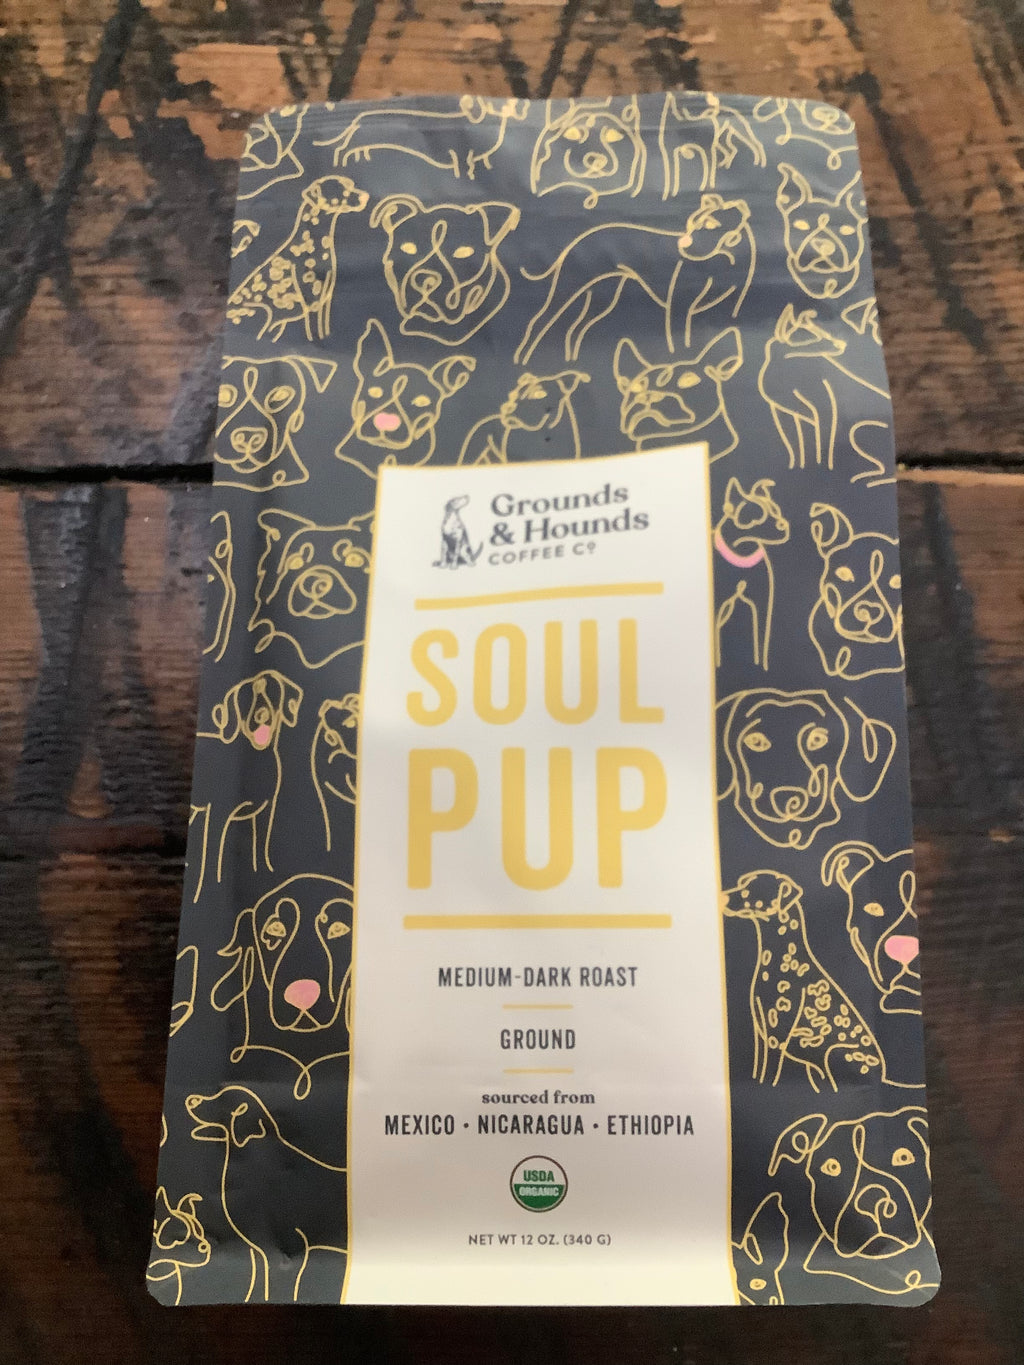 Grounds
& Hounds
COFFEE Cº
SOUL
PUP
MEDIUM-DARK ROAST
GROUND
sourced from
MEXICO • NICARAGUA • ETHIOPIA
USDA
ORGANIC
NET WT 12 OZ. (340 G)